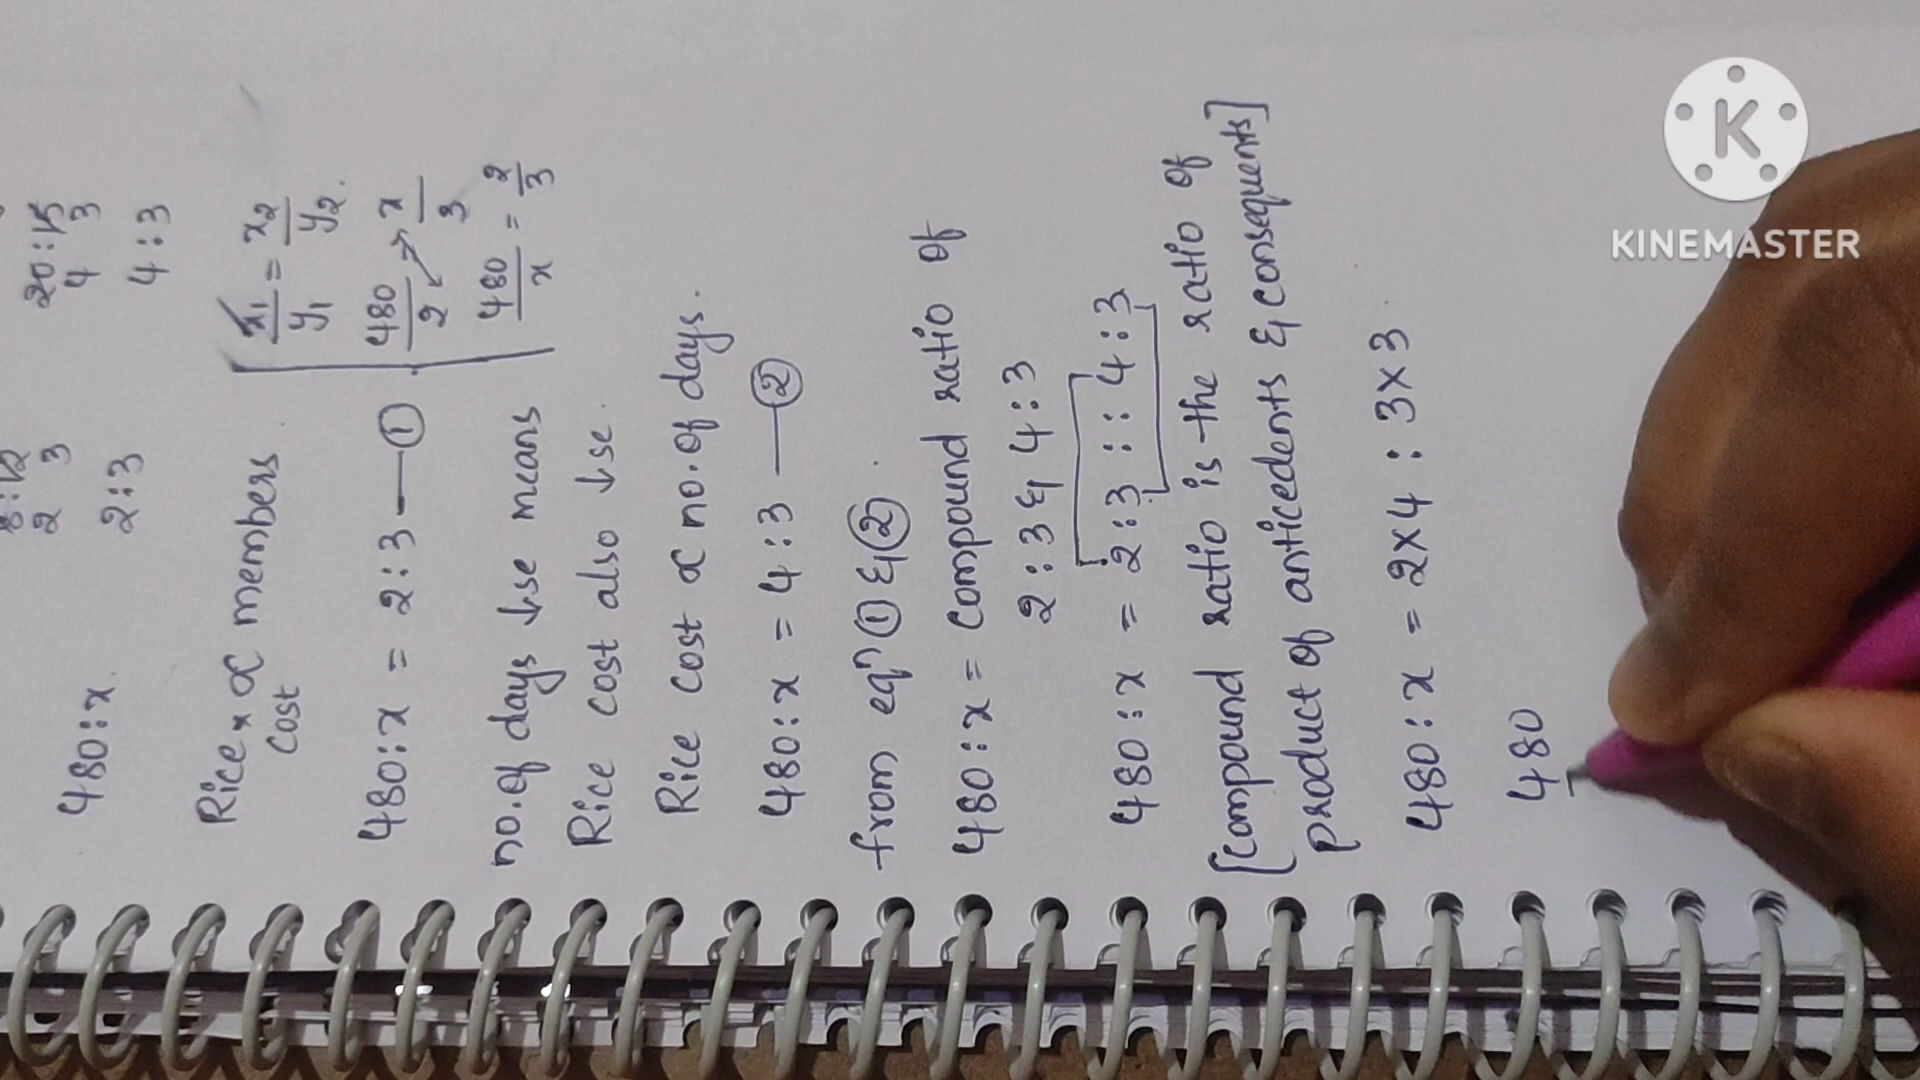 8:12 20:15
2 3 4 3
2:3 4:3
480:x.
Rice ∝ members
cost
x1/y1 = x2/y2.
480/2 x/3
480/x = 2/3
480:x = 2:3 — ①
no.of days ↓se means
Rice cost also ↓se.
Rice cost ∝ no.of days.
480:x = 4:3 — ②
from eqⁿ ① & ②
480:x = compound ratio of
2:3 & 4:3
480:x = 2:3 :: 4:3
[compound ratio is the ratio of
product of anticedents & consequents]
480:x = 2×4 : 3×3
480
K
KINEMASTER